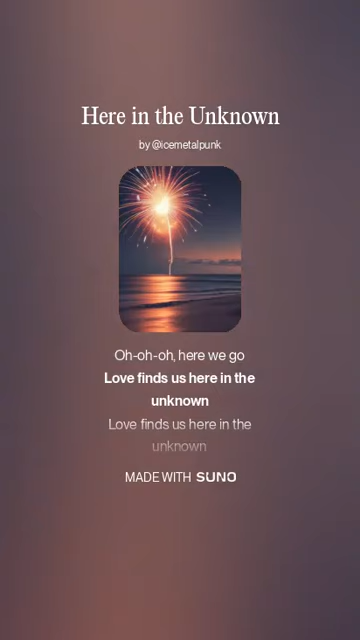 Here in the Unknown
by @icemetalpunk
Oh-oh-oh, here we go
Love finds us here in the
unknown
Love finds us here in the
unknown
MADE WITH SUNO